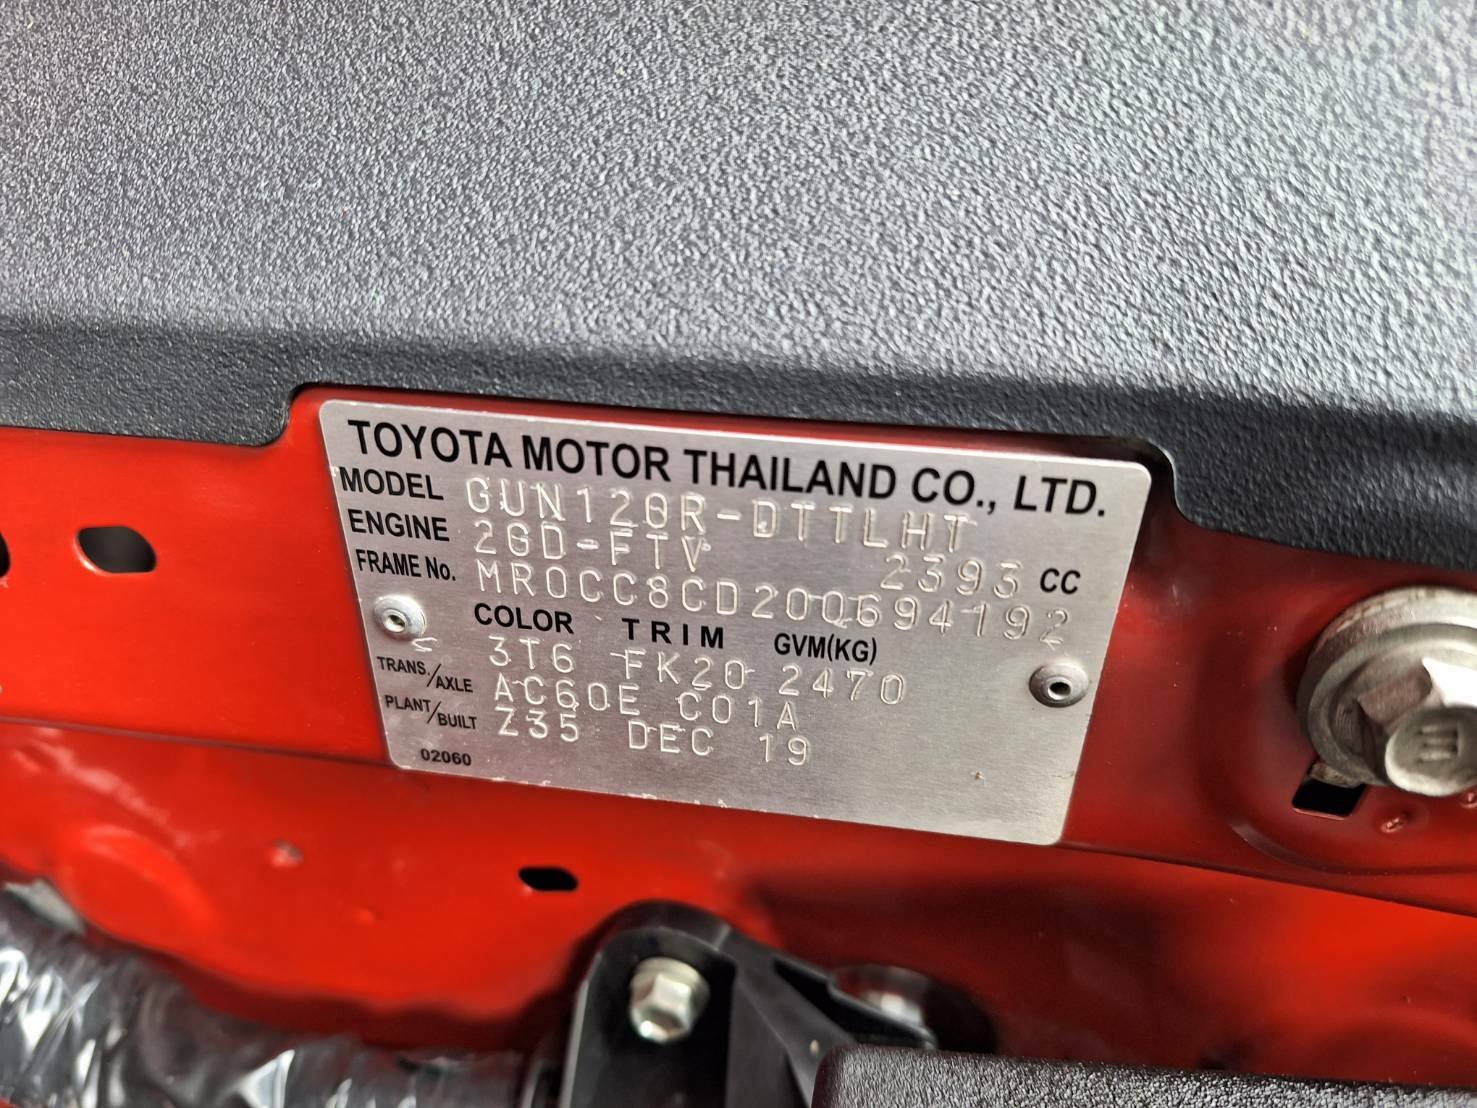 TOYOTA MOTOR THAILAND CO., LTD.
MODEL GUN120R-DTTLHT
ENGINE 2GD-FTV 2393 CC
FRAME No. MR0CC8CD200694192
COLOR TRIM GVM(KG)
3T6 FK20 2470
TRANS./AXLE AC60E C01A
PLANT/BUILT Z35 DEC 19
02060